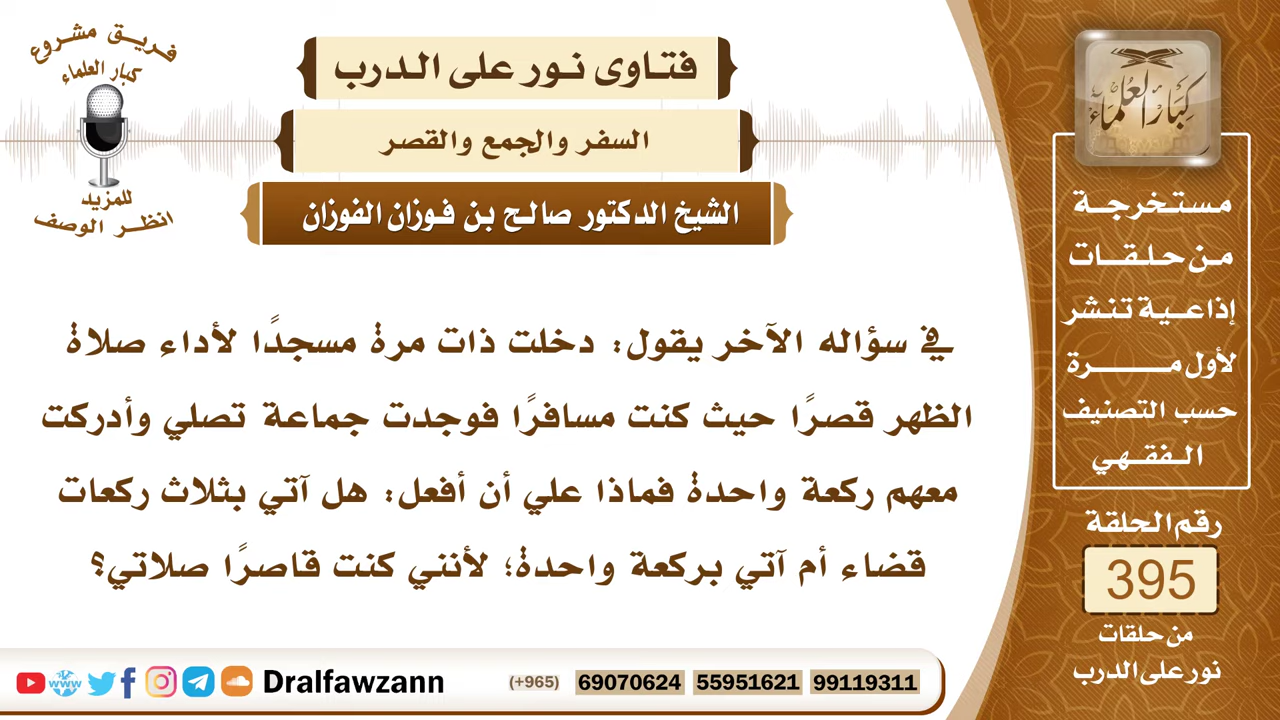 فتاوى نور على الدرب
السفر والجمع والقصر
الشيخ الدكتور صالح بن فوزان الفوزان
فريق مشروع
كبار العلماء
للمزيد
انظر الوصف
كبار العلماء
مستخرجة
من حلقات
إذاعية تنشر
لأول مرة
حسب التصنيف
الفقهي
رقم الحلقة
395
من حلقات
نور على الدرب
في سؤاله الآخر يقول: دخلت ذات مرة مسجدًا لأداء صلاة
الظهر قصرًا حيث كنت مسافرًا فوجدت جماعة تصلي وأدركت
معهم ركعة واحدة فماذا علي أن أفعل: هل آتي بثلاث ركعات
قضاء أم آتي بركعة واحدة؛ لأنني كنت قاصرًا صلاتي؟
www Dralfawzann (+965) 69070624 55951621 99119311